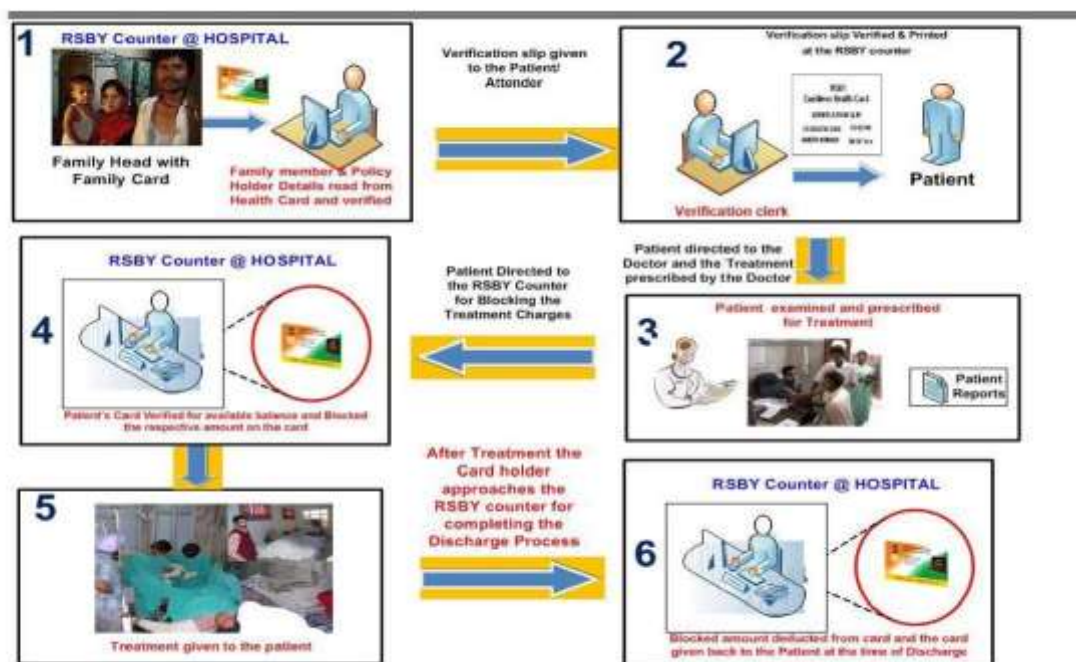 1
RSBY Counter @ HOSPITAL
Family Head with
Family Card
Family member & Policy
Holder Details read from
Health Card and verified
Verification slip given
to the Patient/
Attender
2
Verification slip Verified & Printed
at the RSBY counter
Verification clerk
Patient
Patient directed to the
Doctor and the Treatment
prescribed by the Doctor
3
Patient examined and prescribed
for Treatment
Patient
Reports
Patient Directed to
the RSBY Counter
for Blocking the
Treatment Charges
4
RSBY Counter @ HOSPITAL
Patient's Card Verified for available balance and Blocked
the respective amount on the card
5
Treatment given to the patient
After Treatment the
Card holder
approaches the
RSBY counter for
completing the
Discharge Process
6
RSBY Counter @ HOSPITAL
Blocked amount deducted from card and the card
given back to the Patient at the time of Discharge